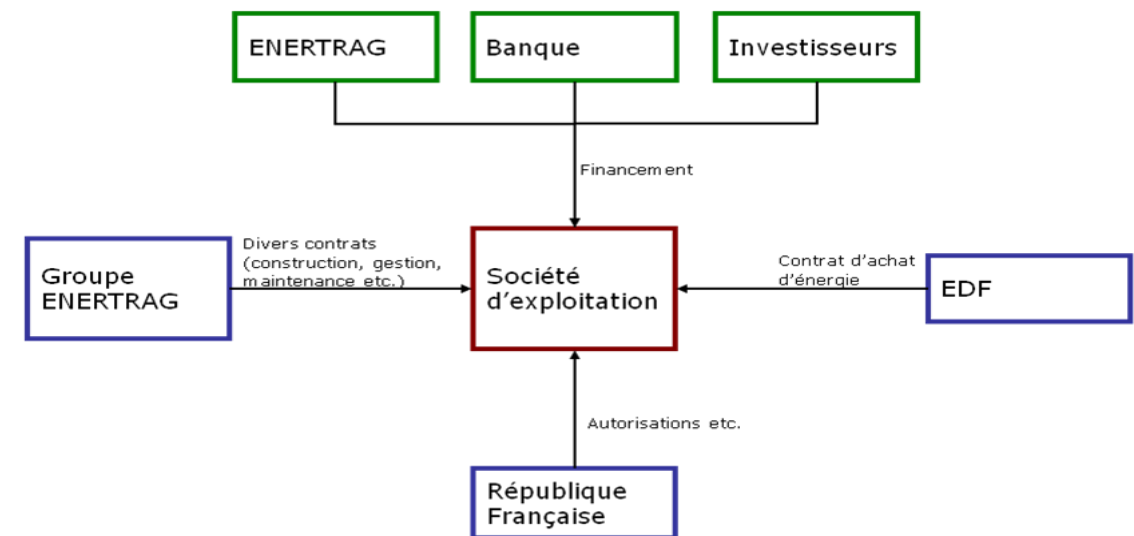 ENERTRAG
Banque
Investisseurs
Financement
Groupe
ENERTRAG
Divers contrats
(construction, gestion,
maintenance etc.)
Société
d'exploitation
Contrat d'achat
d'énergie
EDF
Autorisations etc.
République
Française